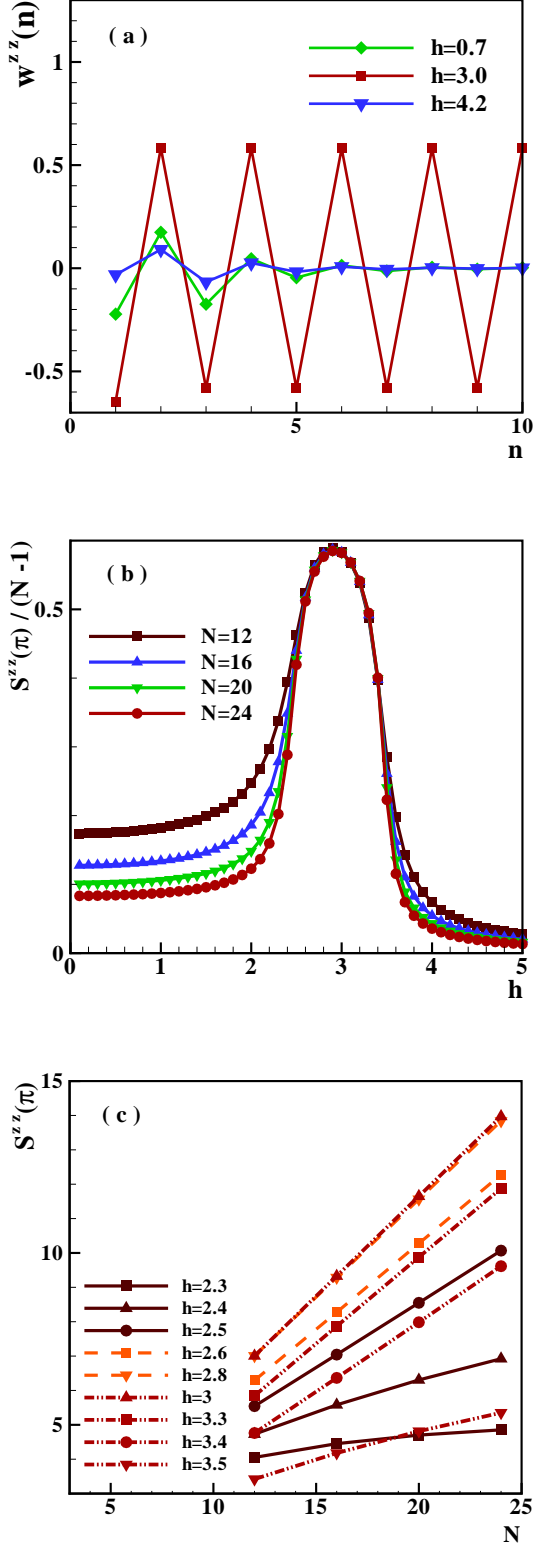 w^zz(n)
( a )
h=0.7
h=3.0
h=4.2
1
0.5
0
-0.5
0 5 10
n
S^zz(π) / (N -1)
( b )
0.5
N=12
N=16
N=20
N=24
0
0 1 2 3 4 5
h
S^zz(π)
15
( c )
10
h=2.3
h=2.4
h=2.5
h=2.6
h=2.8
h=3
h=3.3
h=3.4
h=3.5
5
5 10 15 20 25
N